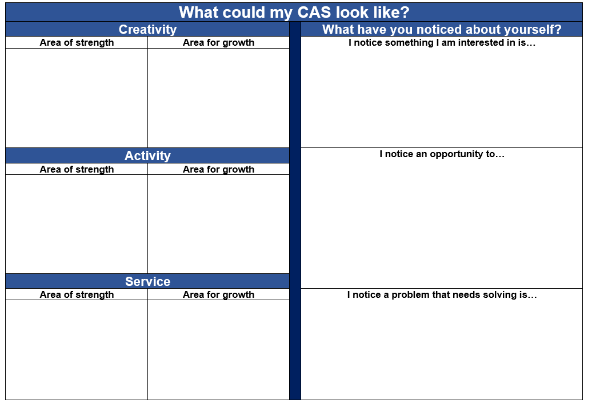 What could my CAS look like?
Creativity
Area of strength
Area for growth
Activity
Area of strength
Area for growth
Service
Area of strength
Area for growth
What have you noticed about yourself?
I notice something I am interested in is…
I notice an opportunity to…
I notice a problem that needs solving is…